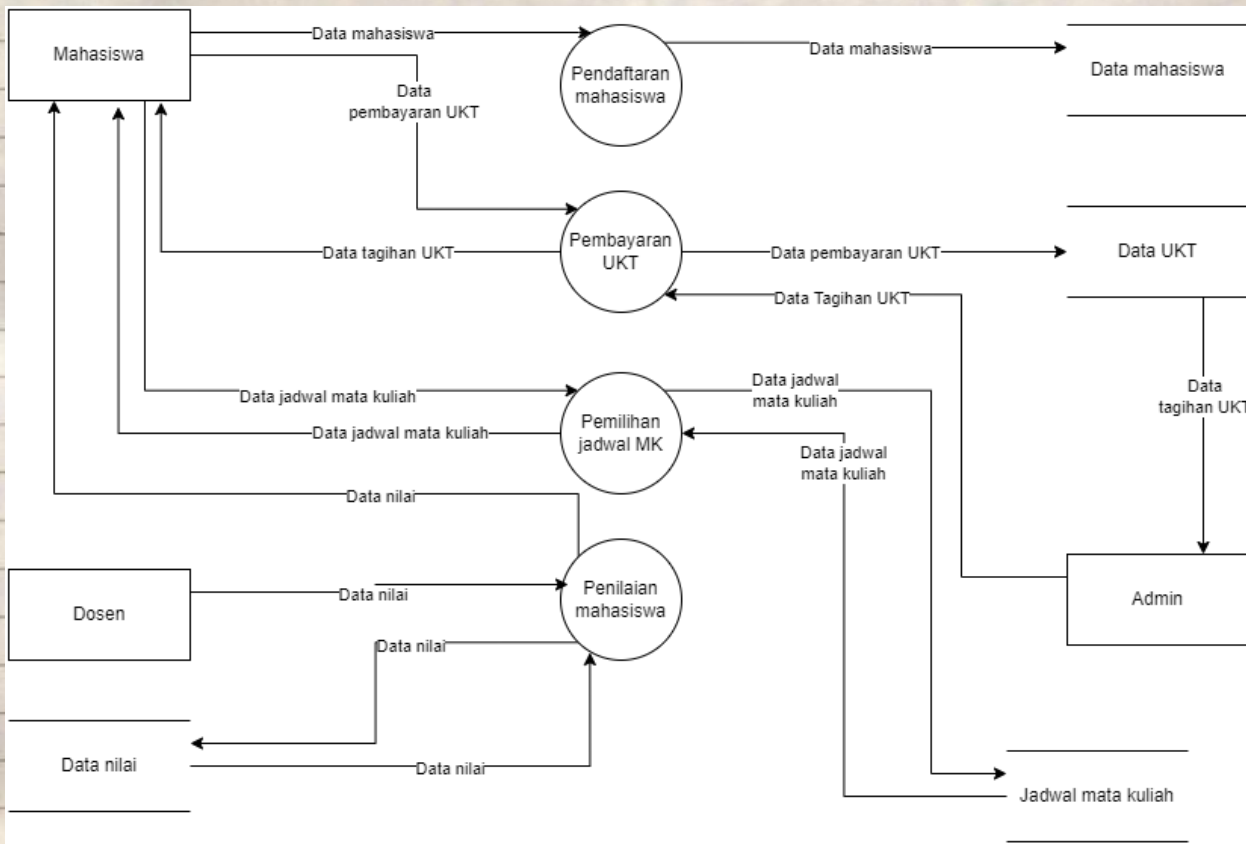 Mahasiswa
Data mahasiswa
Pendaftaran
mahasiswa
Data mahasiswa
Data mahasiswa
Data
pembayaran UKT
Data tagihan UKT
Pembayaran
UKT
Data pembayaran UKT
Data UKT
Data Tagihan UKT
Data
tagihan UKT
Data jadwal mata kuliah
Data jadwal mata kuliah
Pemilihan
jadwal MK
Data jadwal
mata kuliah
Data jadwal
mata kuliah
Data nilai
Dosen
Data nilai
Penilaian
mahasiswa
Admin
Data nilai
Data nilai
Data nilai
Jadwal mata kuliah